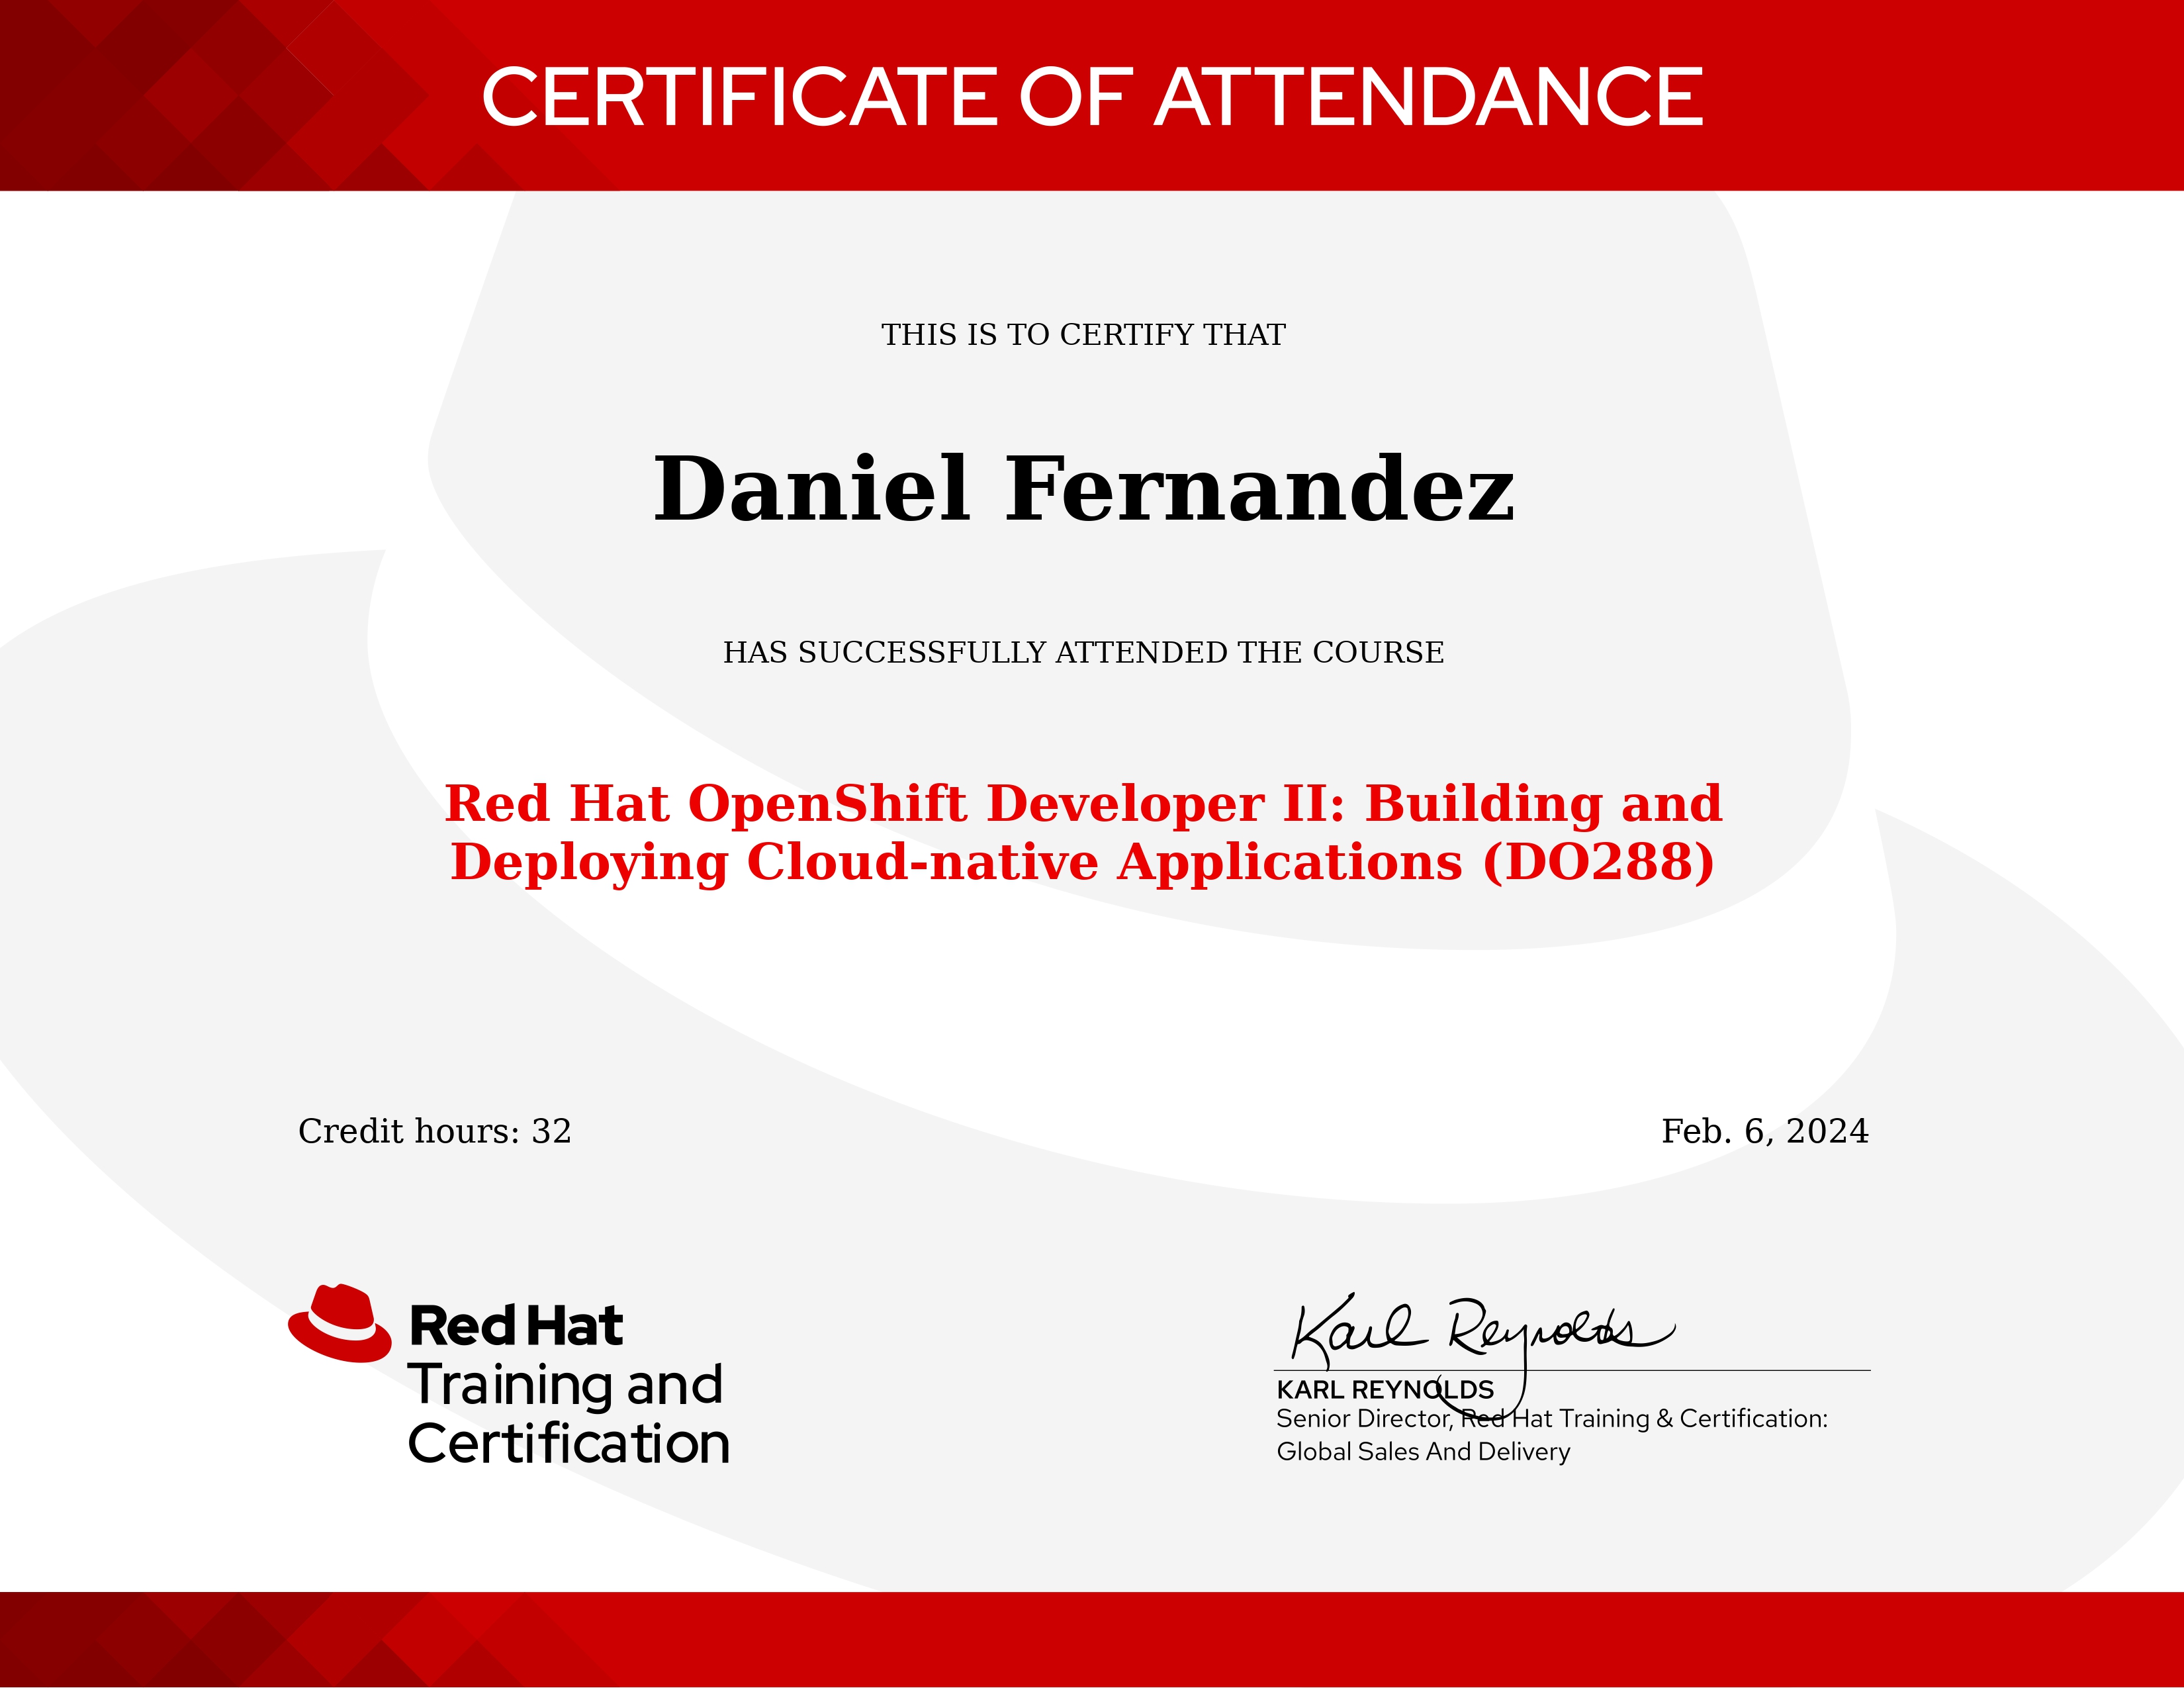 CERTIFICATE OF ATTENDANCE
THIS IS TO CERTIFY THAT
Daniel Fernandez
HAS SUCCESSFULLY ATTENDED THE COURSE
Red Hat OpenShift Developer II: Building and
Deploying Cloud-native Applications (DO288)
Credit hours: 32
Feb. 6, 2024
Red Hat
Training and
Certification
Karl Reynolds
KARL REYNOLDS
Senior Director, Red Hat Training & Certification:
Global Sales And Delivery